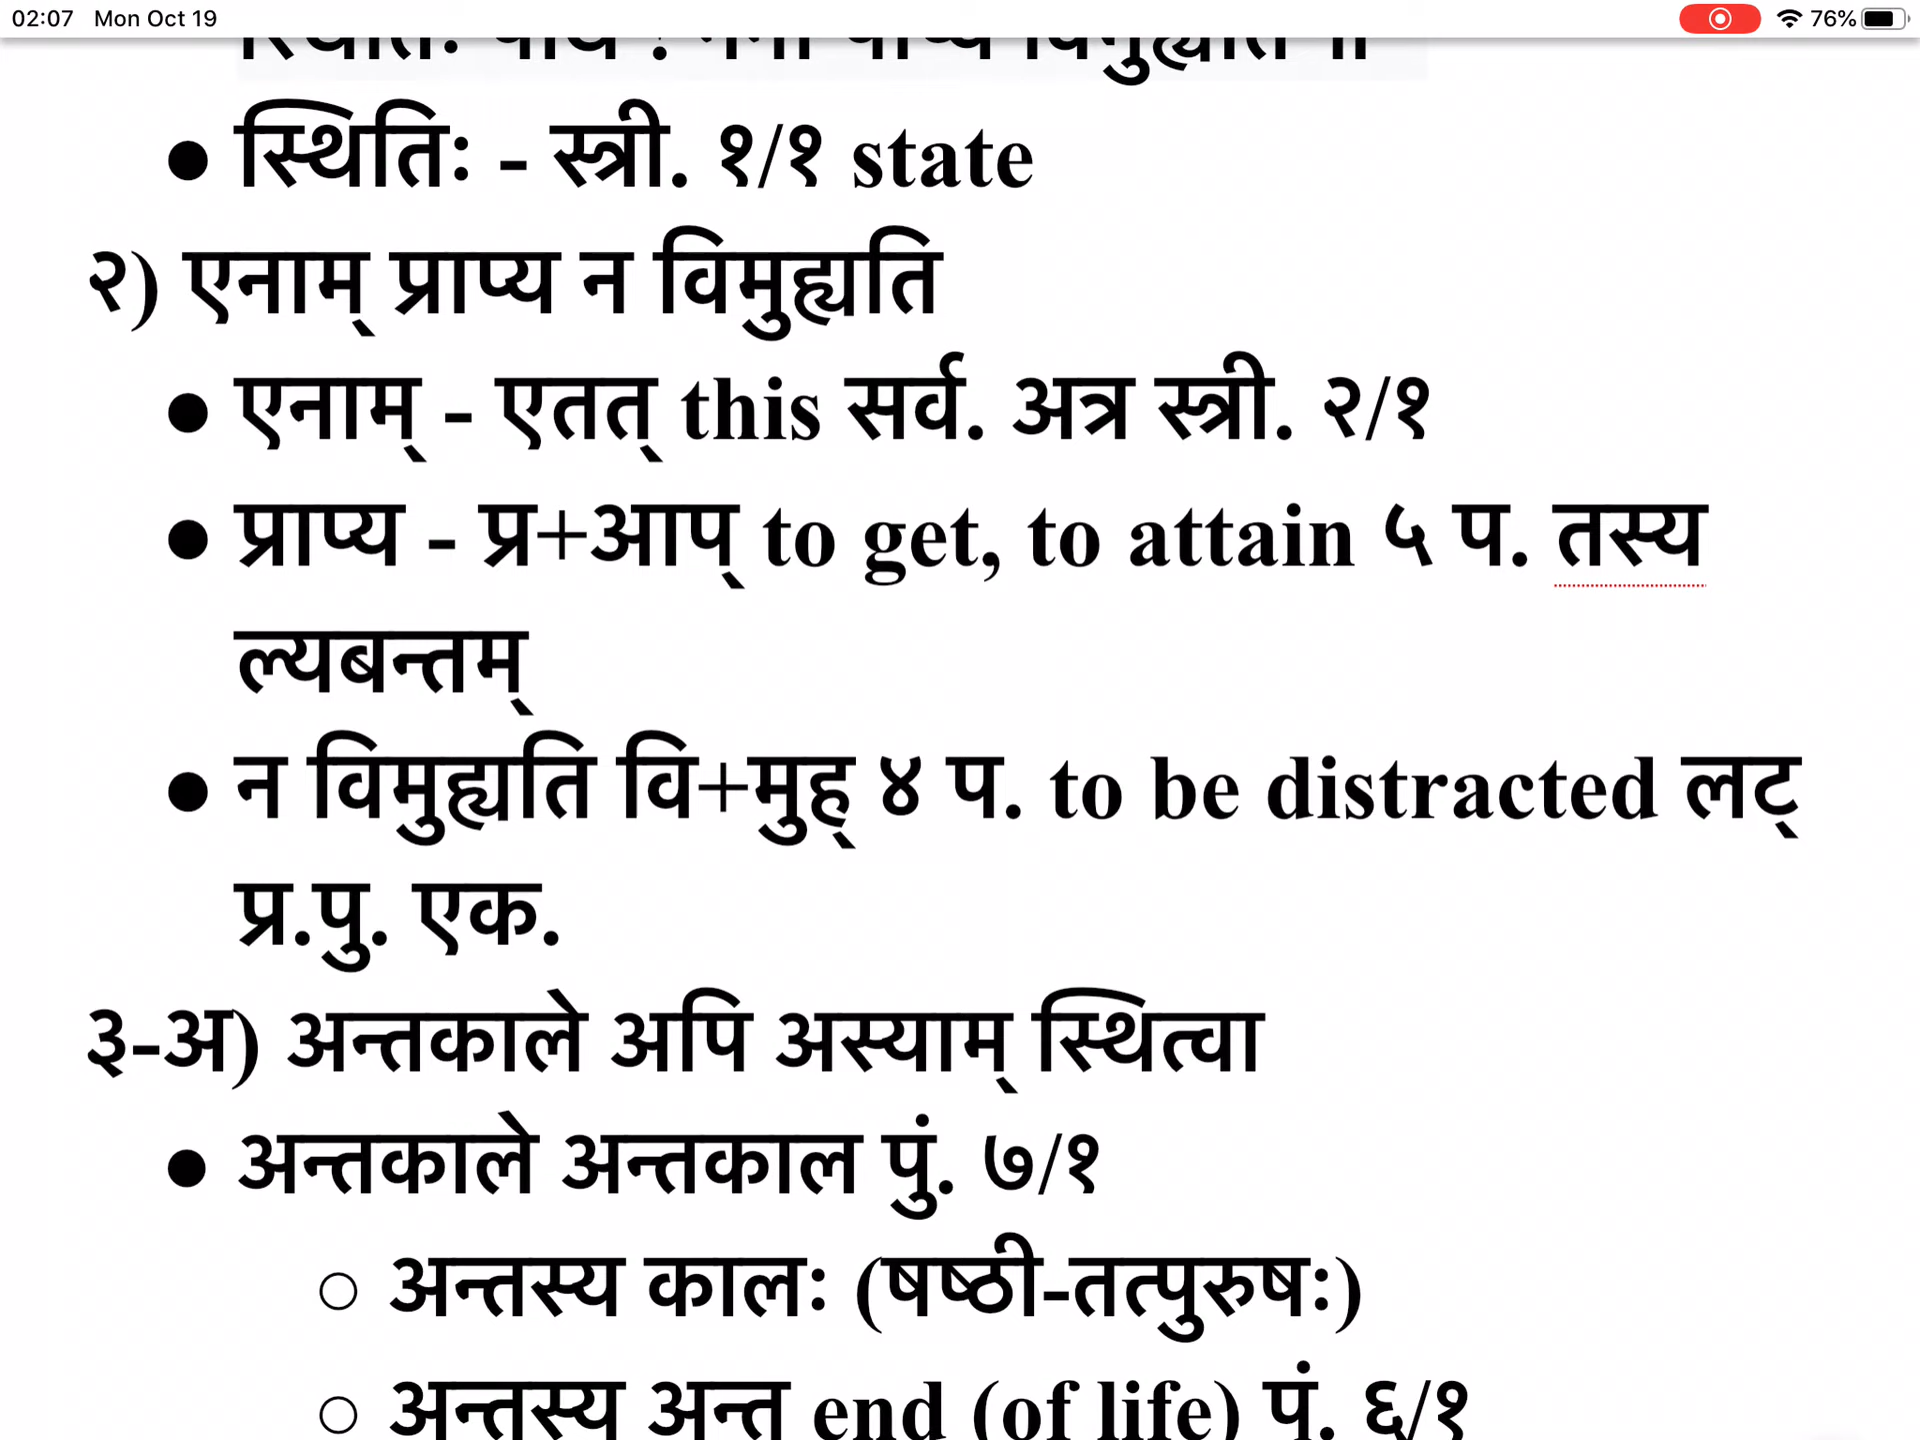 02:07 Mon Oct 19 76%
स्थितिः पार्थ विमुह्यति ॥
● स्थितिः - स्त्री. १/१ state
२) एनाम् प्राप्य न विमुह्यति
● एनाम् - एतत् this सर्व. अत्र स्त्री. २/१
● प्राप्य - प्र+आप् to get, to attain ५ प. तस्य
ल्यबन्तम्
● न विमुह्यति वि+मुह् ४ प. to be distracted लट्
प्र.पु. एक.
३-अ) अन्तकाले अपि अस्याम् स्थित्वा
● अन्तकाले अन्तकाल पुं. ७/१
○ अन्तस्य कालः (षष्ठी-तत्पुरुषः)
○ अन्तस्य अन्त end (of life) पुं. ६/१